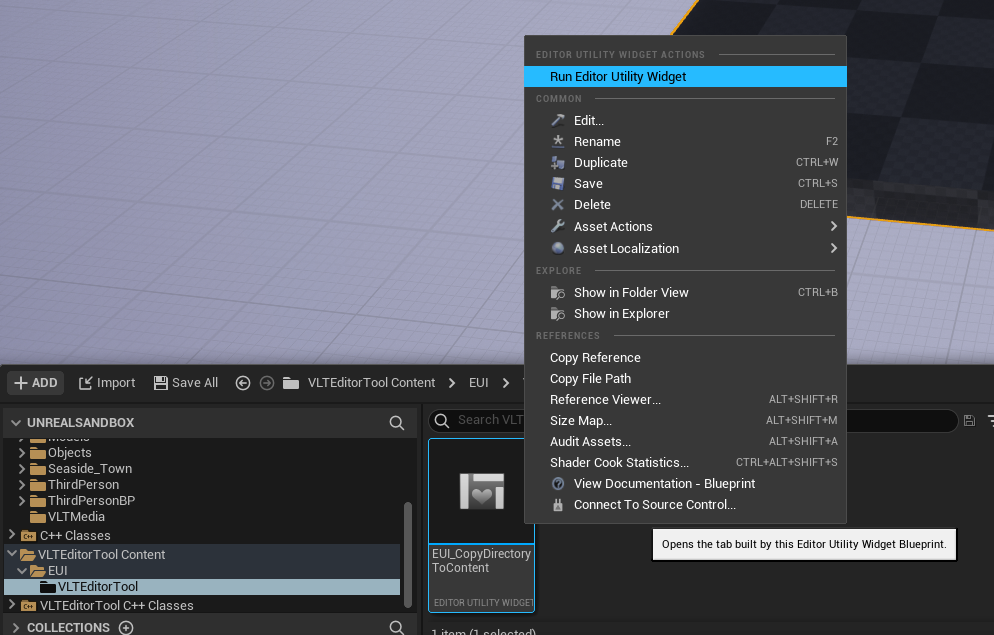 EDITOR UTILITY WIDGET ACTIONS
Run Editor Utility Widget
COMMON
Edit...
Rename F2
Duplicate CTRL+W
Save CTRL+S
Delete DELETE
Asset Actions
Asset Localization
EXPLORE
Show in Folder View CTRL+B
Show in Explorer
REFERENCES
Copy Reference
Copy File Path
Reference Viewer... ALT+SHIFT+R
Size Map... ALT+SHIFT+M
Audit Assets... ALT+SHIFT+A
Shader Cook Statistics... CTRL+ALT+SHIFT+S
View Documentation - Blueprint
Connect To Source Control...
Opens the tab built by this Editor Utility Widget Blueprint.
ADD Import Save All VLTEditorTool Content EUI
UNREALSANDBOX
Models
Objects
Seaside_Town
ThirdPerson
ThirdPersonBP
VLTMedia
C++ Classes
VLTEditorTool Content
EUI
VLTEditorTool
VLTEditorTool C++ Classes
COLLECTIONS
Search VLT
EUI_CopyDirectory
ToContent
EDITOR UTILITY WIDGET
1 item (1 selected)